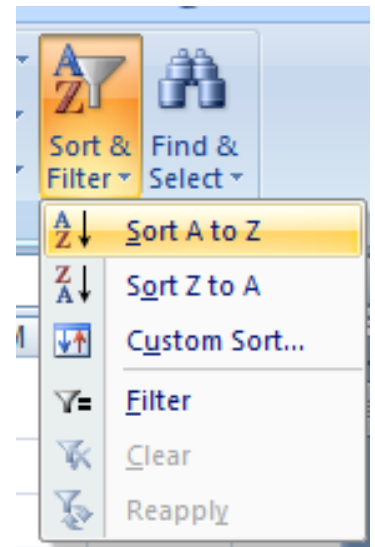 Sort & Find &
Filter Select
Sort A to Z
Sort Z to A
Custom Sort...
Filter
Clear
Reapply